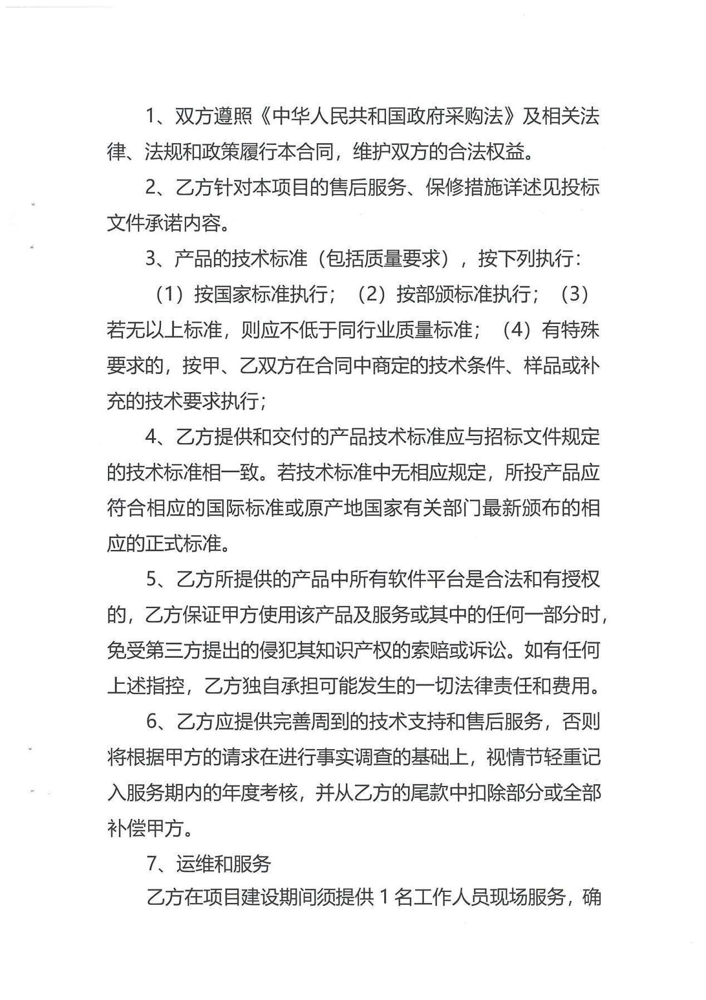 1、双方遵照《中华人民共和国政府采购法》及相关法
律、法规和政策履行本合同，维护双方的合法权益。
2、乙方针对本项目的售后服务、保修措施详述见投标
文件承诺内容。
3、产品的技术标准（包括质量要求），按下列执行：
（1）按国家标准执行；（2）按部颁标准执行；（3）
若无以上标准，则应不低于同行业质量标准；（4）有特殊
要求的，按甲、乙双方在合同中商定的技术条件、样品或补
充的技术要求执行；
4、乙方提供和交付的产品技术标准应与招标文件规定
的技术标准相一致。若技术标准中无相应规定，所投产品应
符合相应的国际标准或原产地国家有关部门最新颁布的相
应的正式标准。
5、乙方所提供的产品中所有软件平台是合法和有授权
的，乙方保证甲方使用该产品及服务或其中的任何一部分时，
免受第三方提出的侵犯其知识产权的索赔或诉讼。如有任何
上述指控，乙方独自承担可能发生的一切法律责任和费用。
6、乙方应提供完善周到的技术支持和售后服务，否则
将根据甲方的请求在进行事实调查的基础上，视情节轻重记
入服务期内的年度考核，并从乙方的尾款中扣除部分或全部
补偿甲方。
7、运维和服务
乙方在项目建设期间须提供 1 名工作人员现场服务，确